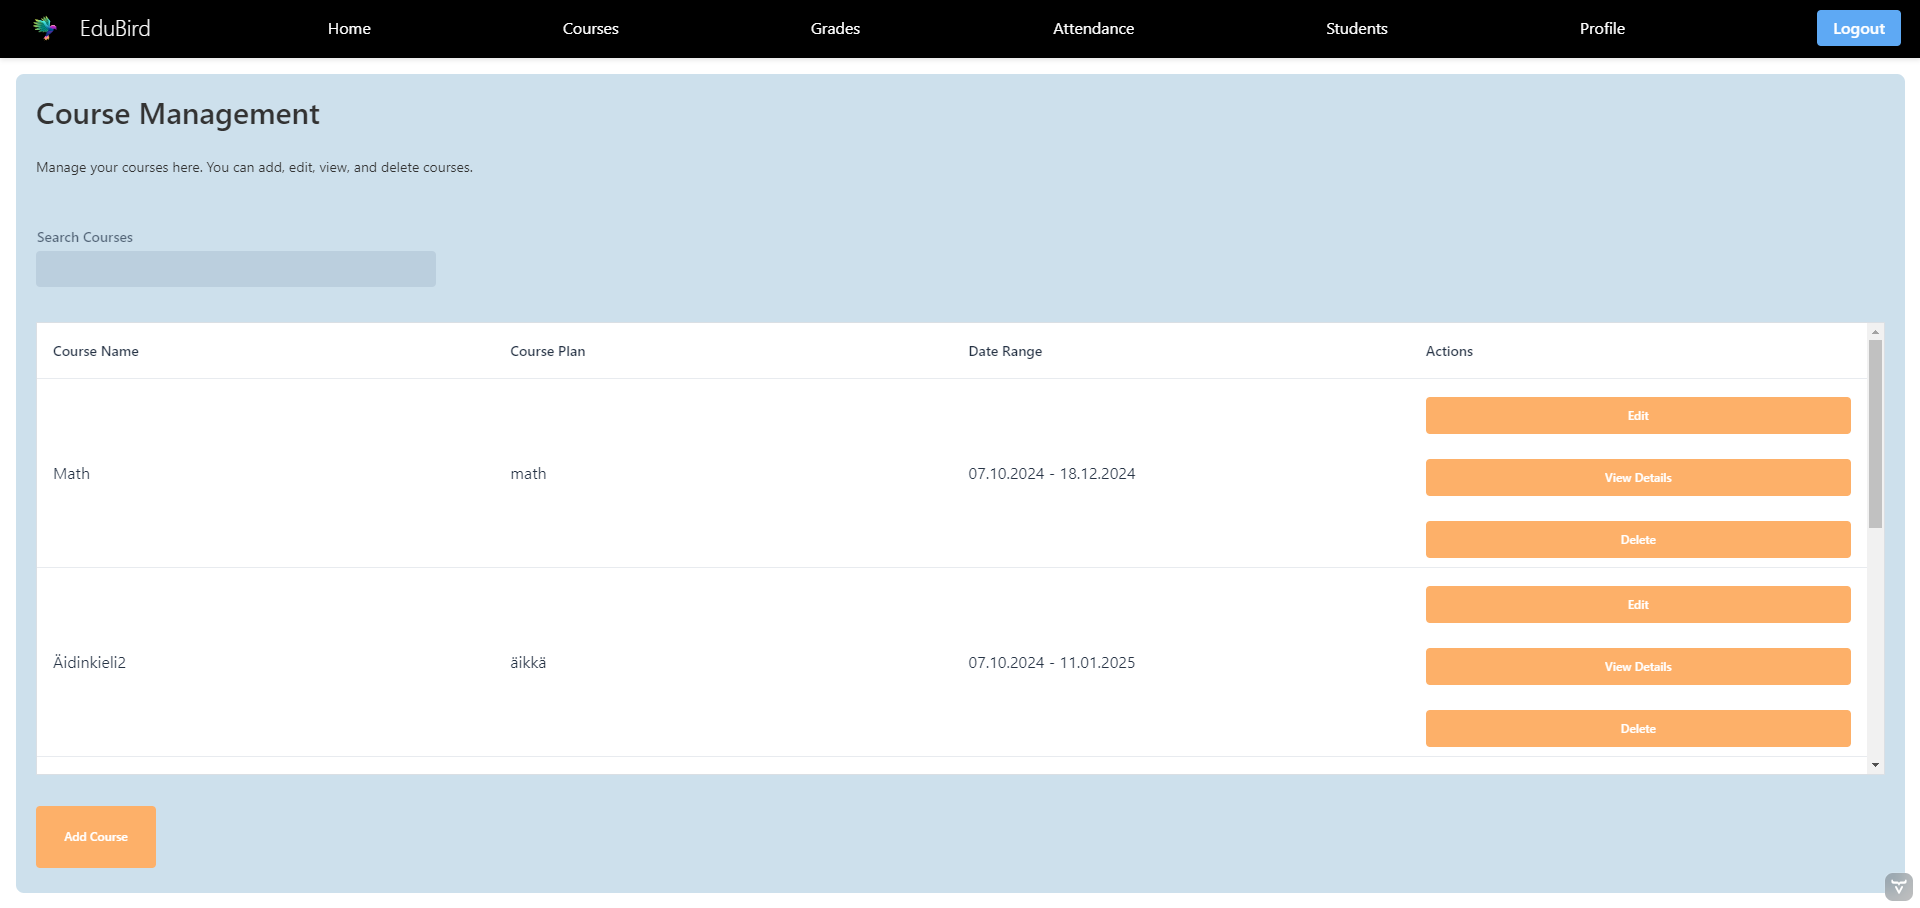 EduBird Home Courses Grades Attendance Students Profile Logout
Course Management
Manage your courses here. You can add, edit, view, and delete courses.
Search Courses
Course Name Course Plan Date Range Actions
Edit
Math math 07.10.2024 - 18.12.2024 View Details
Delete
Edit
Äidinkieli2 äikkä 07.10.2024 - 11.01.2025 View Details
Delete
Add Course